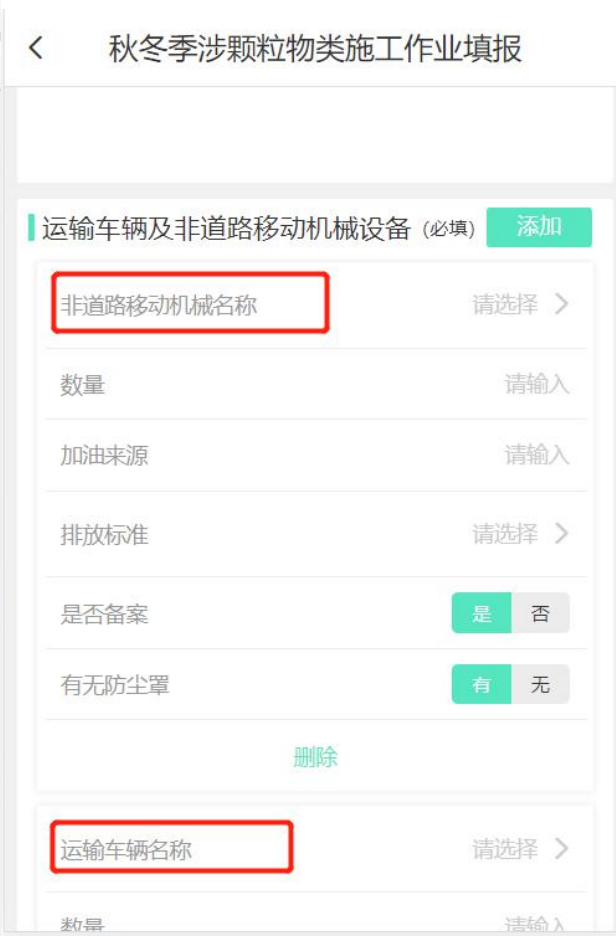 秋冬季涉颗粒物类施工作业填报
运输车辆及非道路移动机械设备 (必填) 添加
非道路移动机械名称 请选择
数量 请输入
加油来源 请输入
排放标准 请选择
是否备案 是 否
有无防尘罩 有 无
删除
运输车辆名称 请选择
数量 请输入